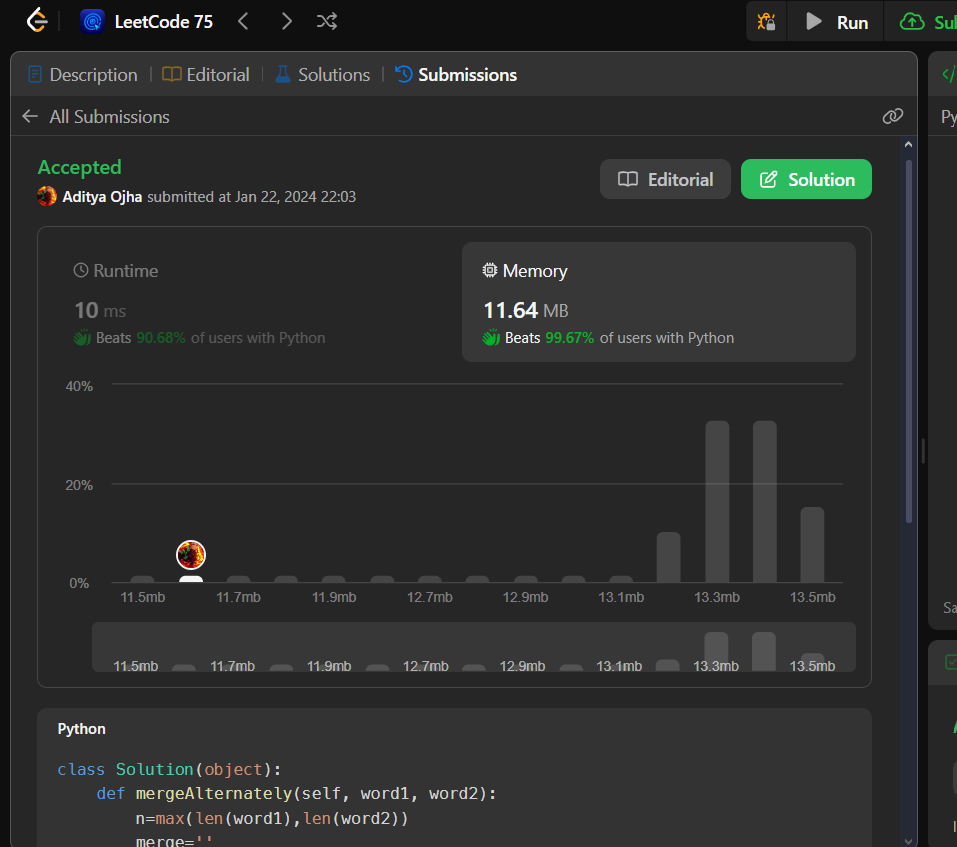 LeetCode 75
Run
Description
Editorial
Solutions
Submissions
All Submissions
Accepted
Aditya Ojha submitted at Jan 22, 2024 22:03
Editorial
Solution
Runtime
10 ms
Beats 90.68% of users with Python
Memory
11.64 MB
Beats 99.67% of users with Python
40%
20%
0%
11.5mb 11.7mb 11.9mb 12.7mb 12.9mb 13.1mb 13.3mb 13.5mb
11.5mb 11.7mb 11.9mb 12.7mb 12.9mb 13.1mb 13.3mb 13.5mb
Python
class Solution(object):
    def mergeAlternately(self, word1, word2):
        n=max(len(word1),len(word2))
        merge=''